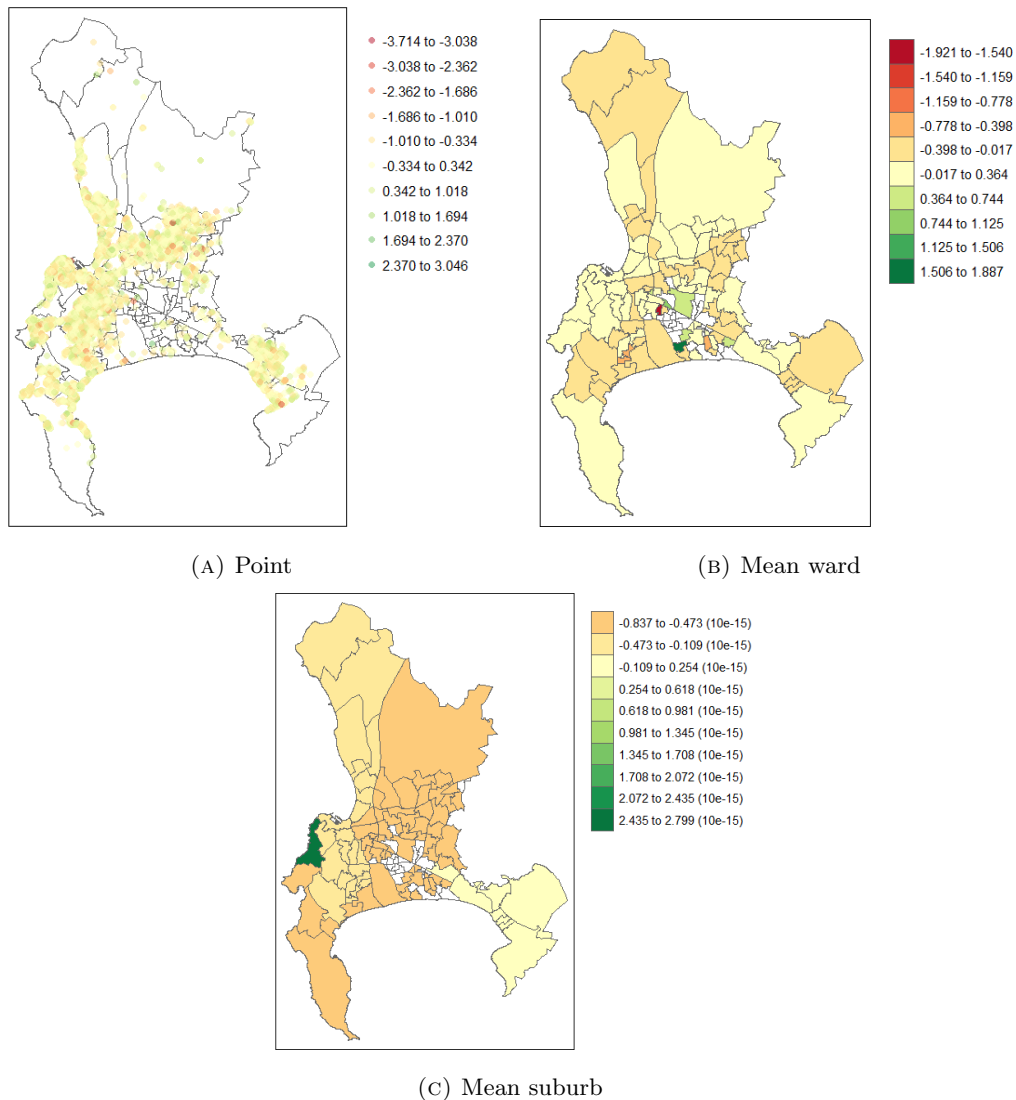 -3.714 to -3.038
-3.038 to -2.362
-2.362 to -1.686
-1.686 to -1.010
-1.010 to -0.334
-0.334 to 0.342
0.342 to 1.018
1.018 to 1.694
1.694 to 2.370
2.370 to 3.046
(A) Point
-1.921 to -1.540
-1.540 to -1.159
-1.159 to -0.778
-0.778 to -0.398
-0.398 to -0.017
-0.017 to 0.364
0.364 to 0.744
0.744 to 1.125
1.125 to 1.506
1.506 to 1.887
(B) Mean ward
-0.837 to -0.473 (10e-15)
-0.473 to -0.109 (10e-15)
-0.109 to 0.254 (10e-15)
0.254 to 0.618 (10e-15)
0.618 to 0.981 (10e-15)
0.981 to 1.345 (10e-15)
1.345 to 1.708 (10e-15)
1.708 to 2.072 (10e-15)
2.072 to 2.435 (10e-15)
2.435 to 2.799 (10e-15)
(C) Mean suburb